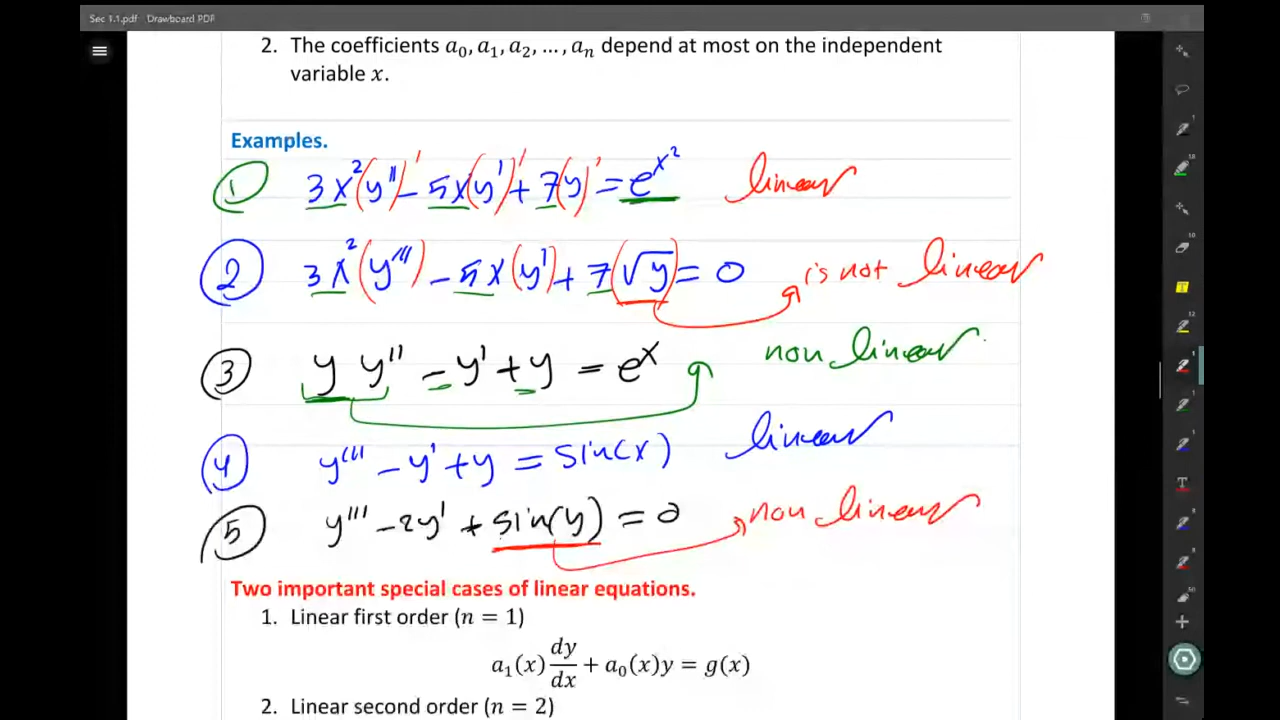 Sec 1.1.pdf - Drawboard PDF
2. The coefficients a₀, a₁, a₂, …, aₙ depend at most on the independent
variable x.
Examples.
① 3x²(y'')' − 5x(y')' + 7(y)' = e^x² linear
② 3x²(y''') − 5x(y') + 7(√y) = 0 is not linear
③ y y'' − y' + y = e^x non linear
④ y''' − y' + y = sin(x) linear
⑤ y''' − 2y' + sin(y) = 0 non linear
Two important special cases of linear equations.
1. Linear first order (n = 1)
a₁(x) dy/dx + a₀(x)y = g(x)
2. Linear second order (n = 2)